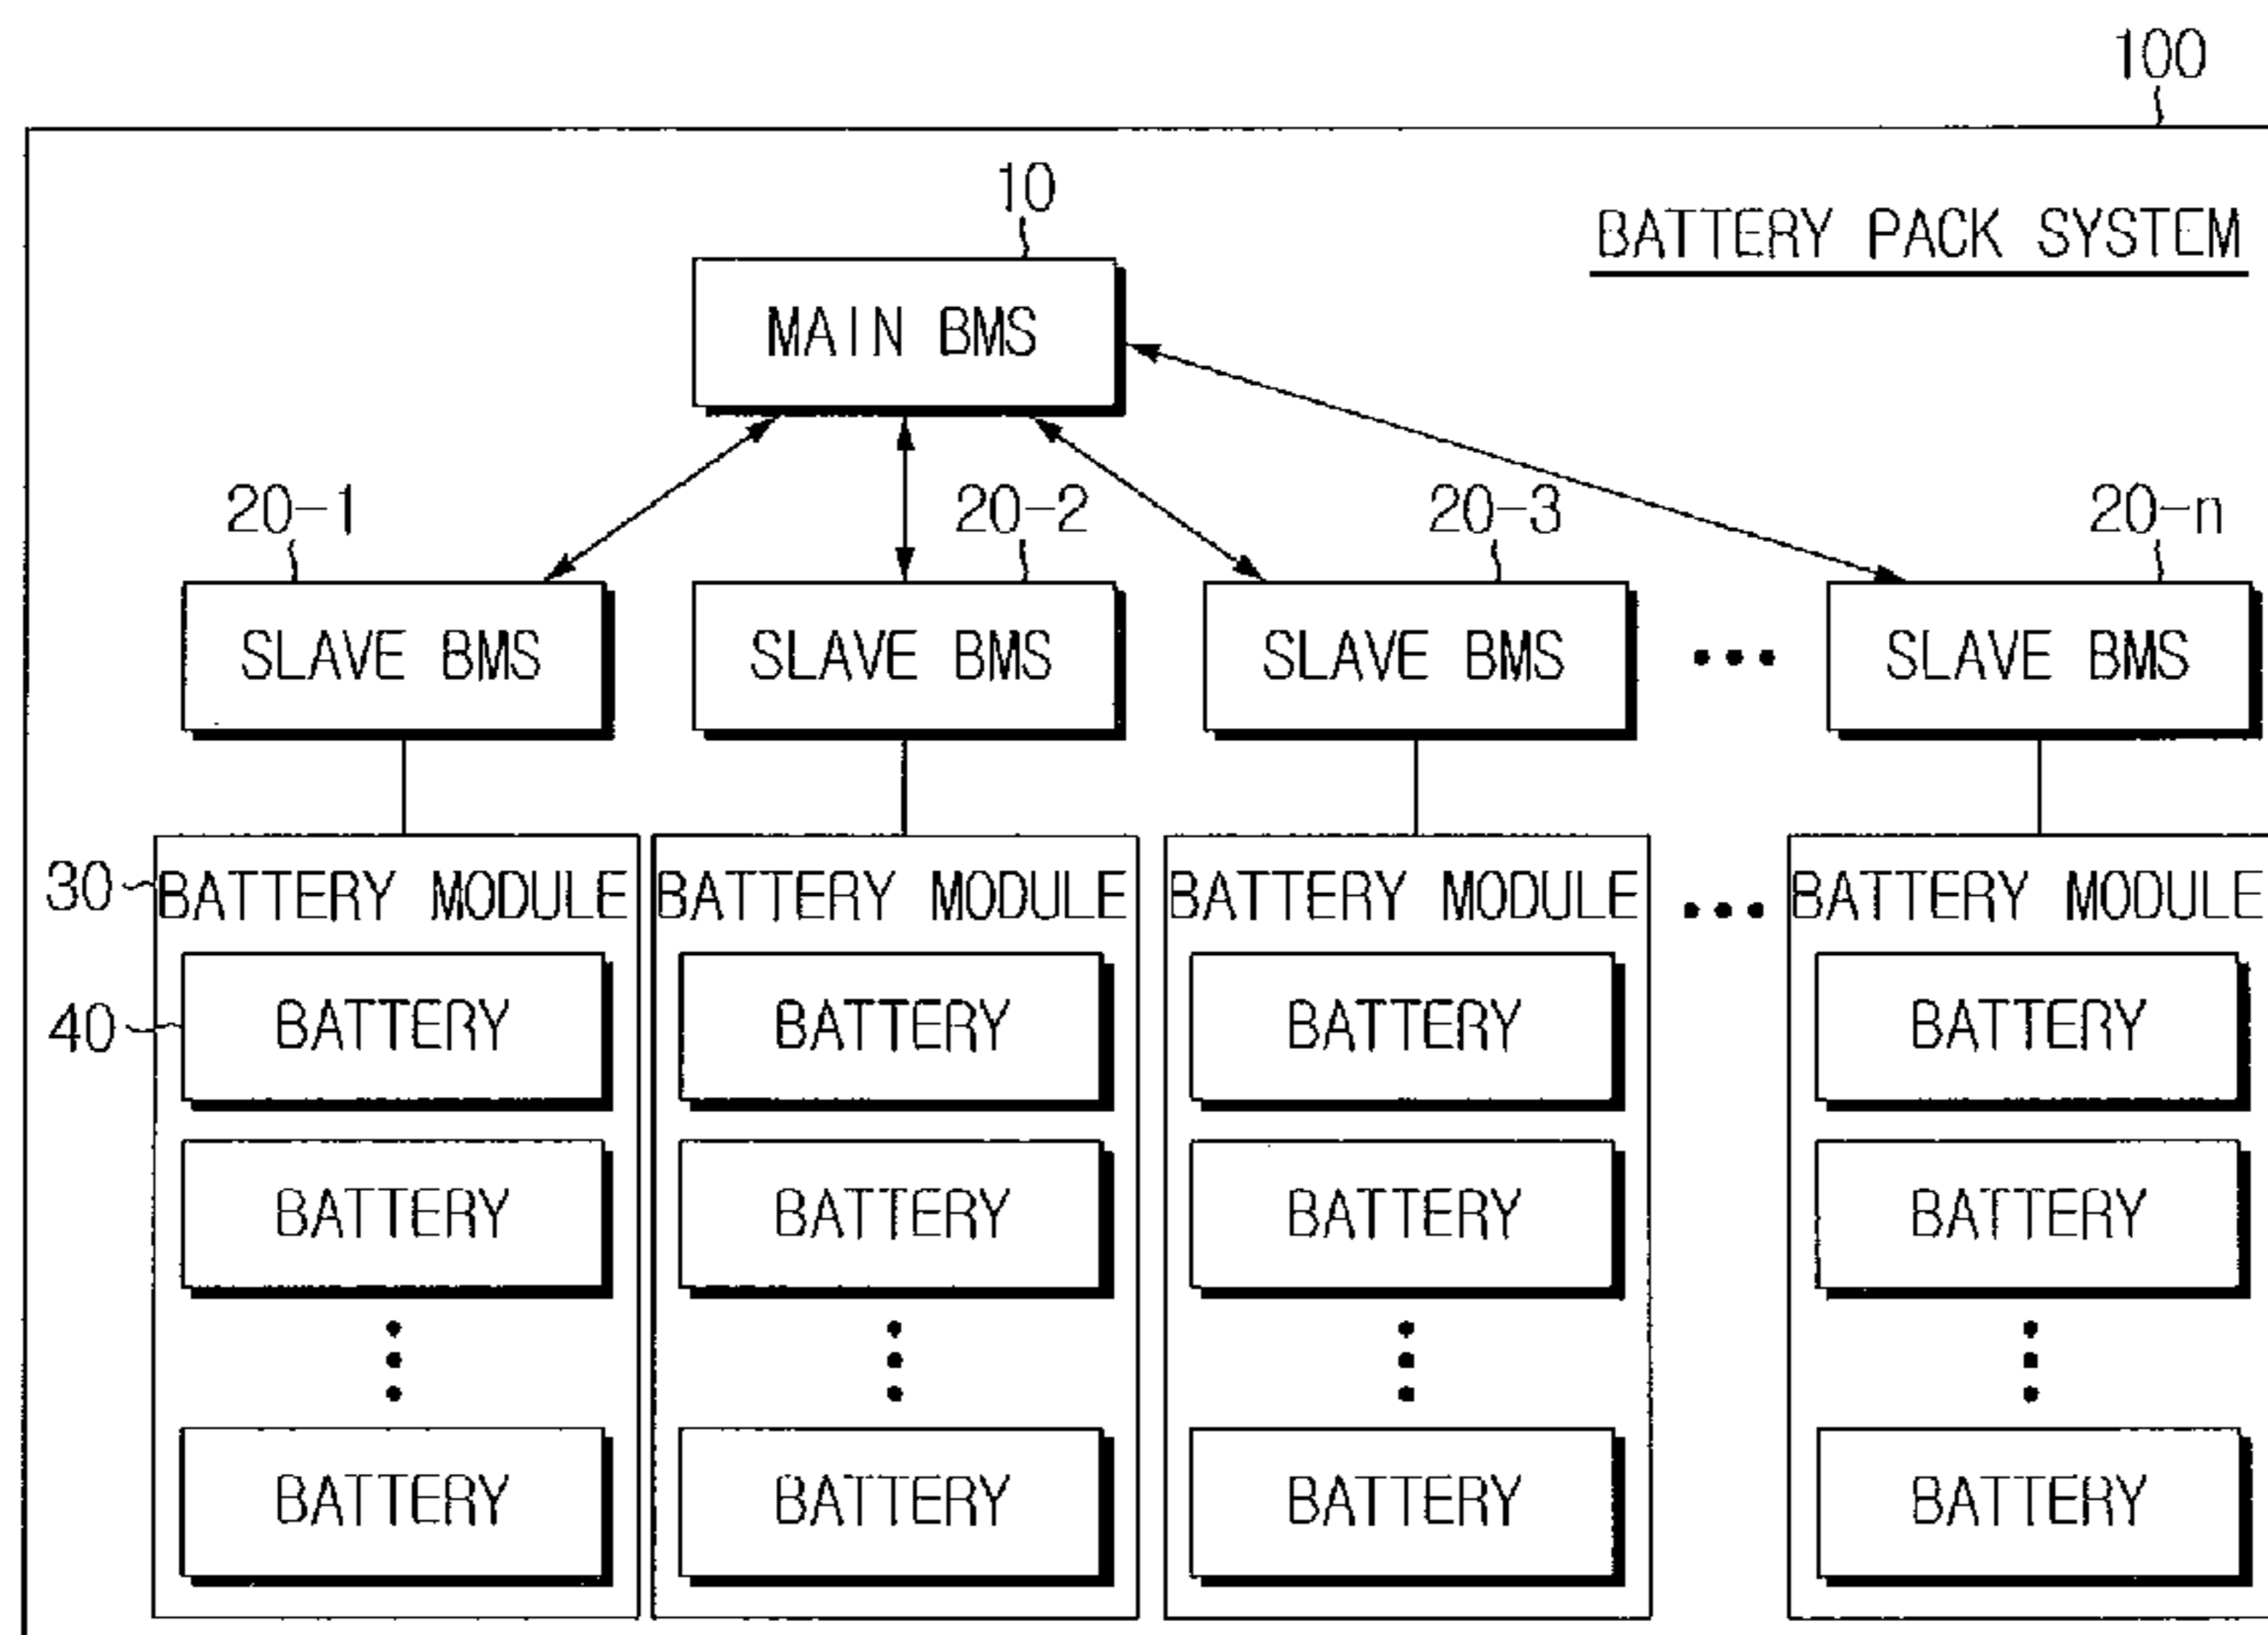 100
10
BATTERY PACK SYSTEM
MAIN BMS
20-1 20-2 20-3 20-n
SLAVE BMS SLAVE BMS SLAVE BMS ••• SLAVE BMS
30 BATTERY MODULE BATTERY MODULE BATTERY MODULE ••• BATTERY MODULE
40 BATTERY BATTERY BATTERY BATTERY
BATTERY BATTERY BATTERY BATTERY
BATTERY BATTERY BATTERY BATTERY